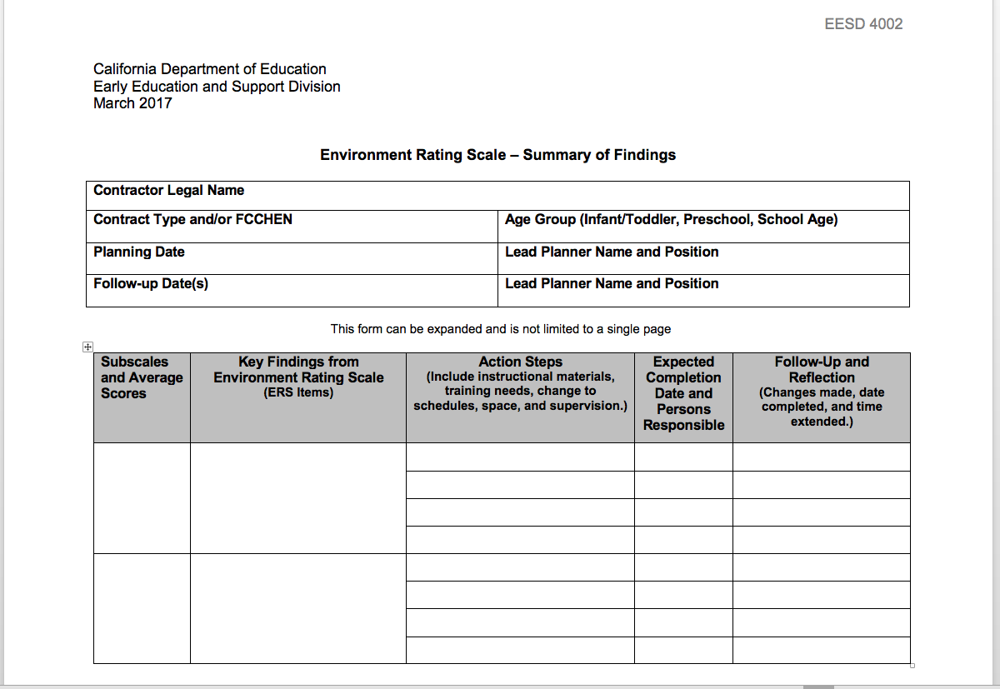 EESD 4002
California Department of Education
Early Education and Support Division
March 2017
Environment Rating Scale – Summary of Findings
Contractor Legal Name
Contract Type and/or FCCHEN
Age Group (Infant/Toddler, Preschool, School Age)
Planning Date
Lead Planner Name and Position
Follow-up Date(s)
Lead Planner Name and Position
This form can be expanded and is not limited to a single page
Subscales
and Average
Scores
Key Findings from
Environment Rating Scale
(ERS Items)
Action Steps
(Include instructional materials,
training needs, change to
schedules, space, and supervision.)
Expected
Completion
Date and
Persons
Responsible
Follow-Up and
Reflection
(Changes made, date
completed, and time
extended.)